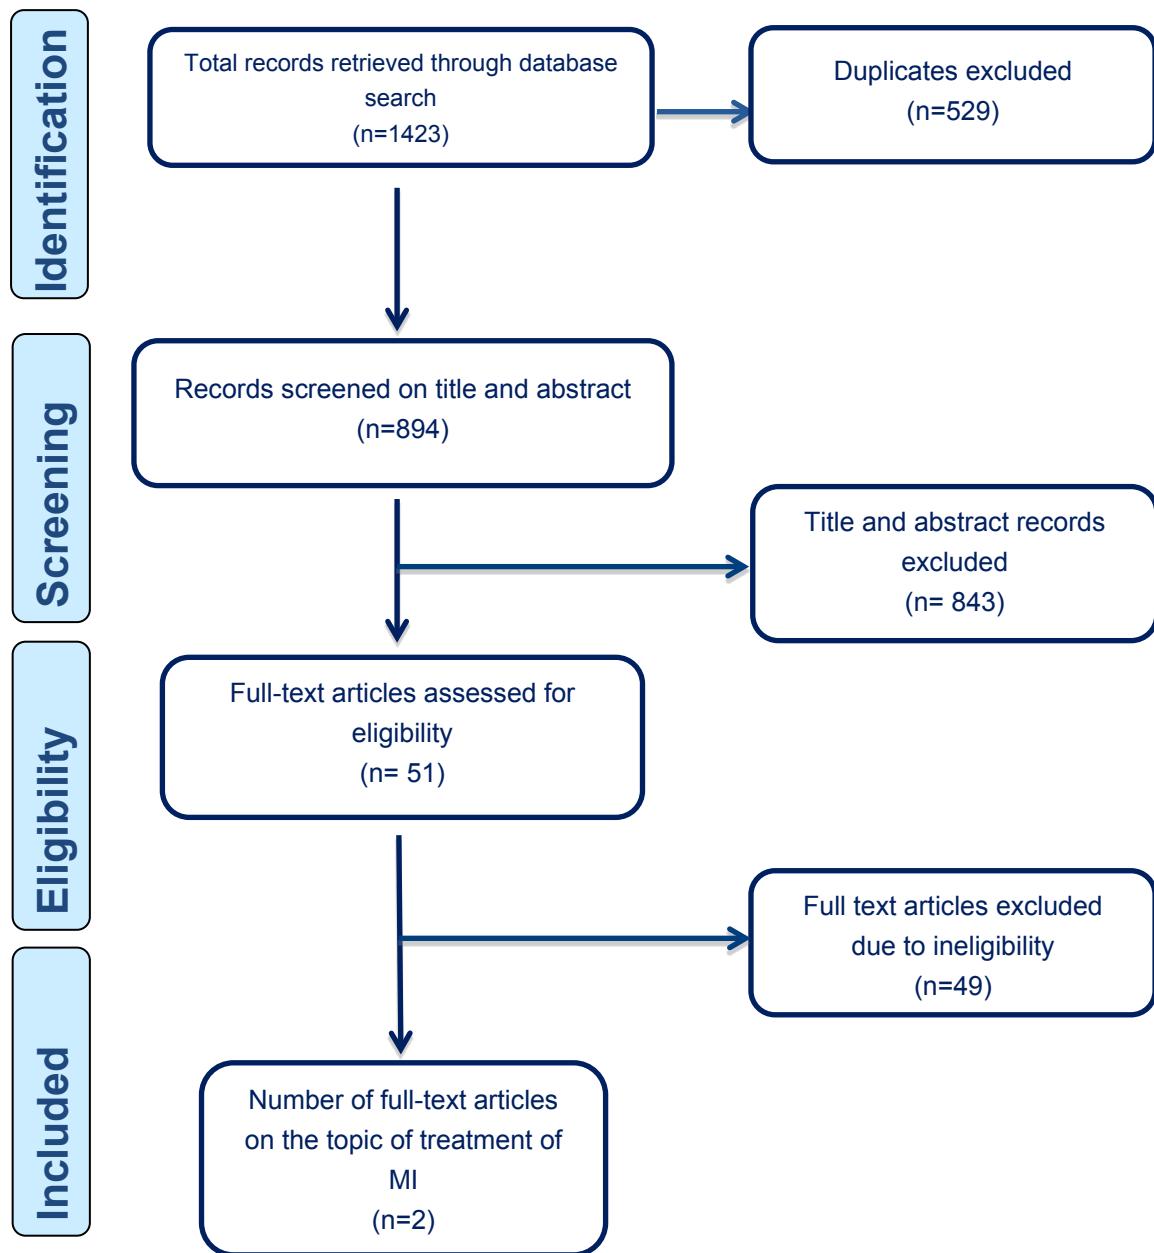 Identification
Total records retrieved through database
search
(n=1423)
Duplicates excluded
(n=529)
Screening
Records screened on title and abstract
(n=894)
Title and abstract records
excluded
(n= 843)
Eligibility
Full-text articles assessed for
eligibility
(n= 51)
Full text articles excluded
due to ineligibility
(n=49)
Included
Number of full-text articles
on the topic of treatment of
MI
(n=2)